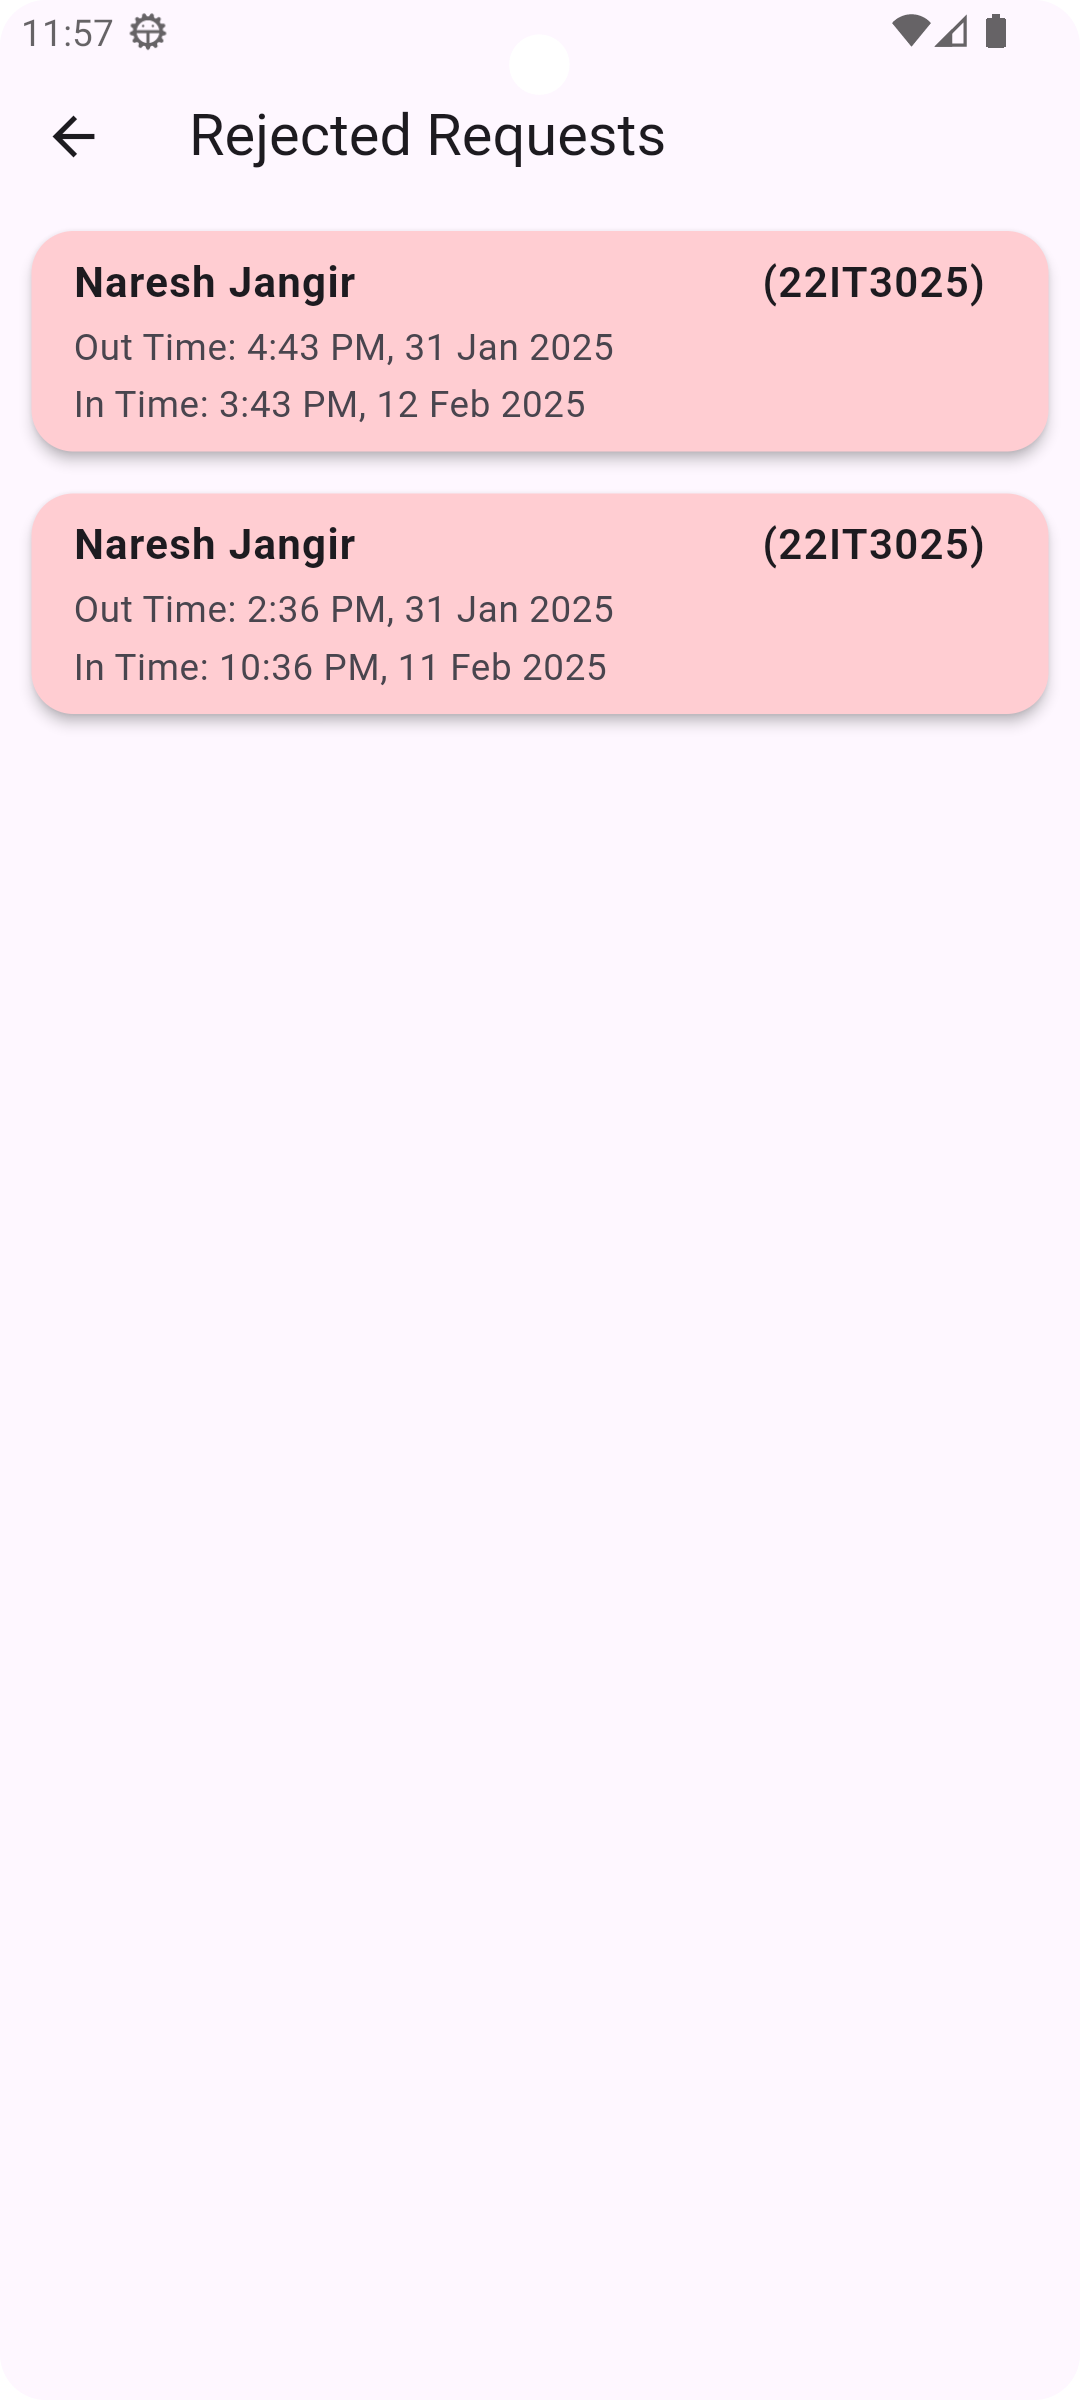 11:57
Rejected Requests
Naresh Jangir (22IT3025)
Out Time: 4:43 PM, 31 Jan 2025
In Time: 3:43 PM, 12 Feb 2025
Naresh Jangir (22IT3025)
Out Time: 2:36 PM, 31 Jan 2025
In Time: 10:36 PM, 11 Feb 2025